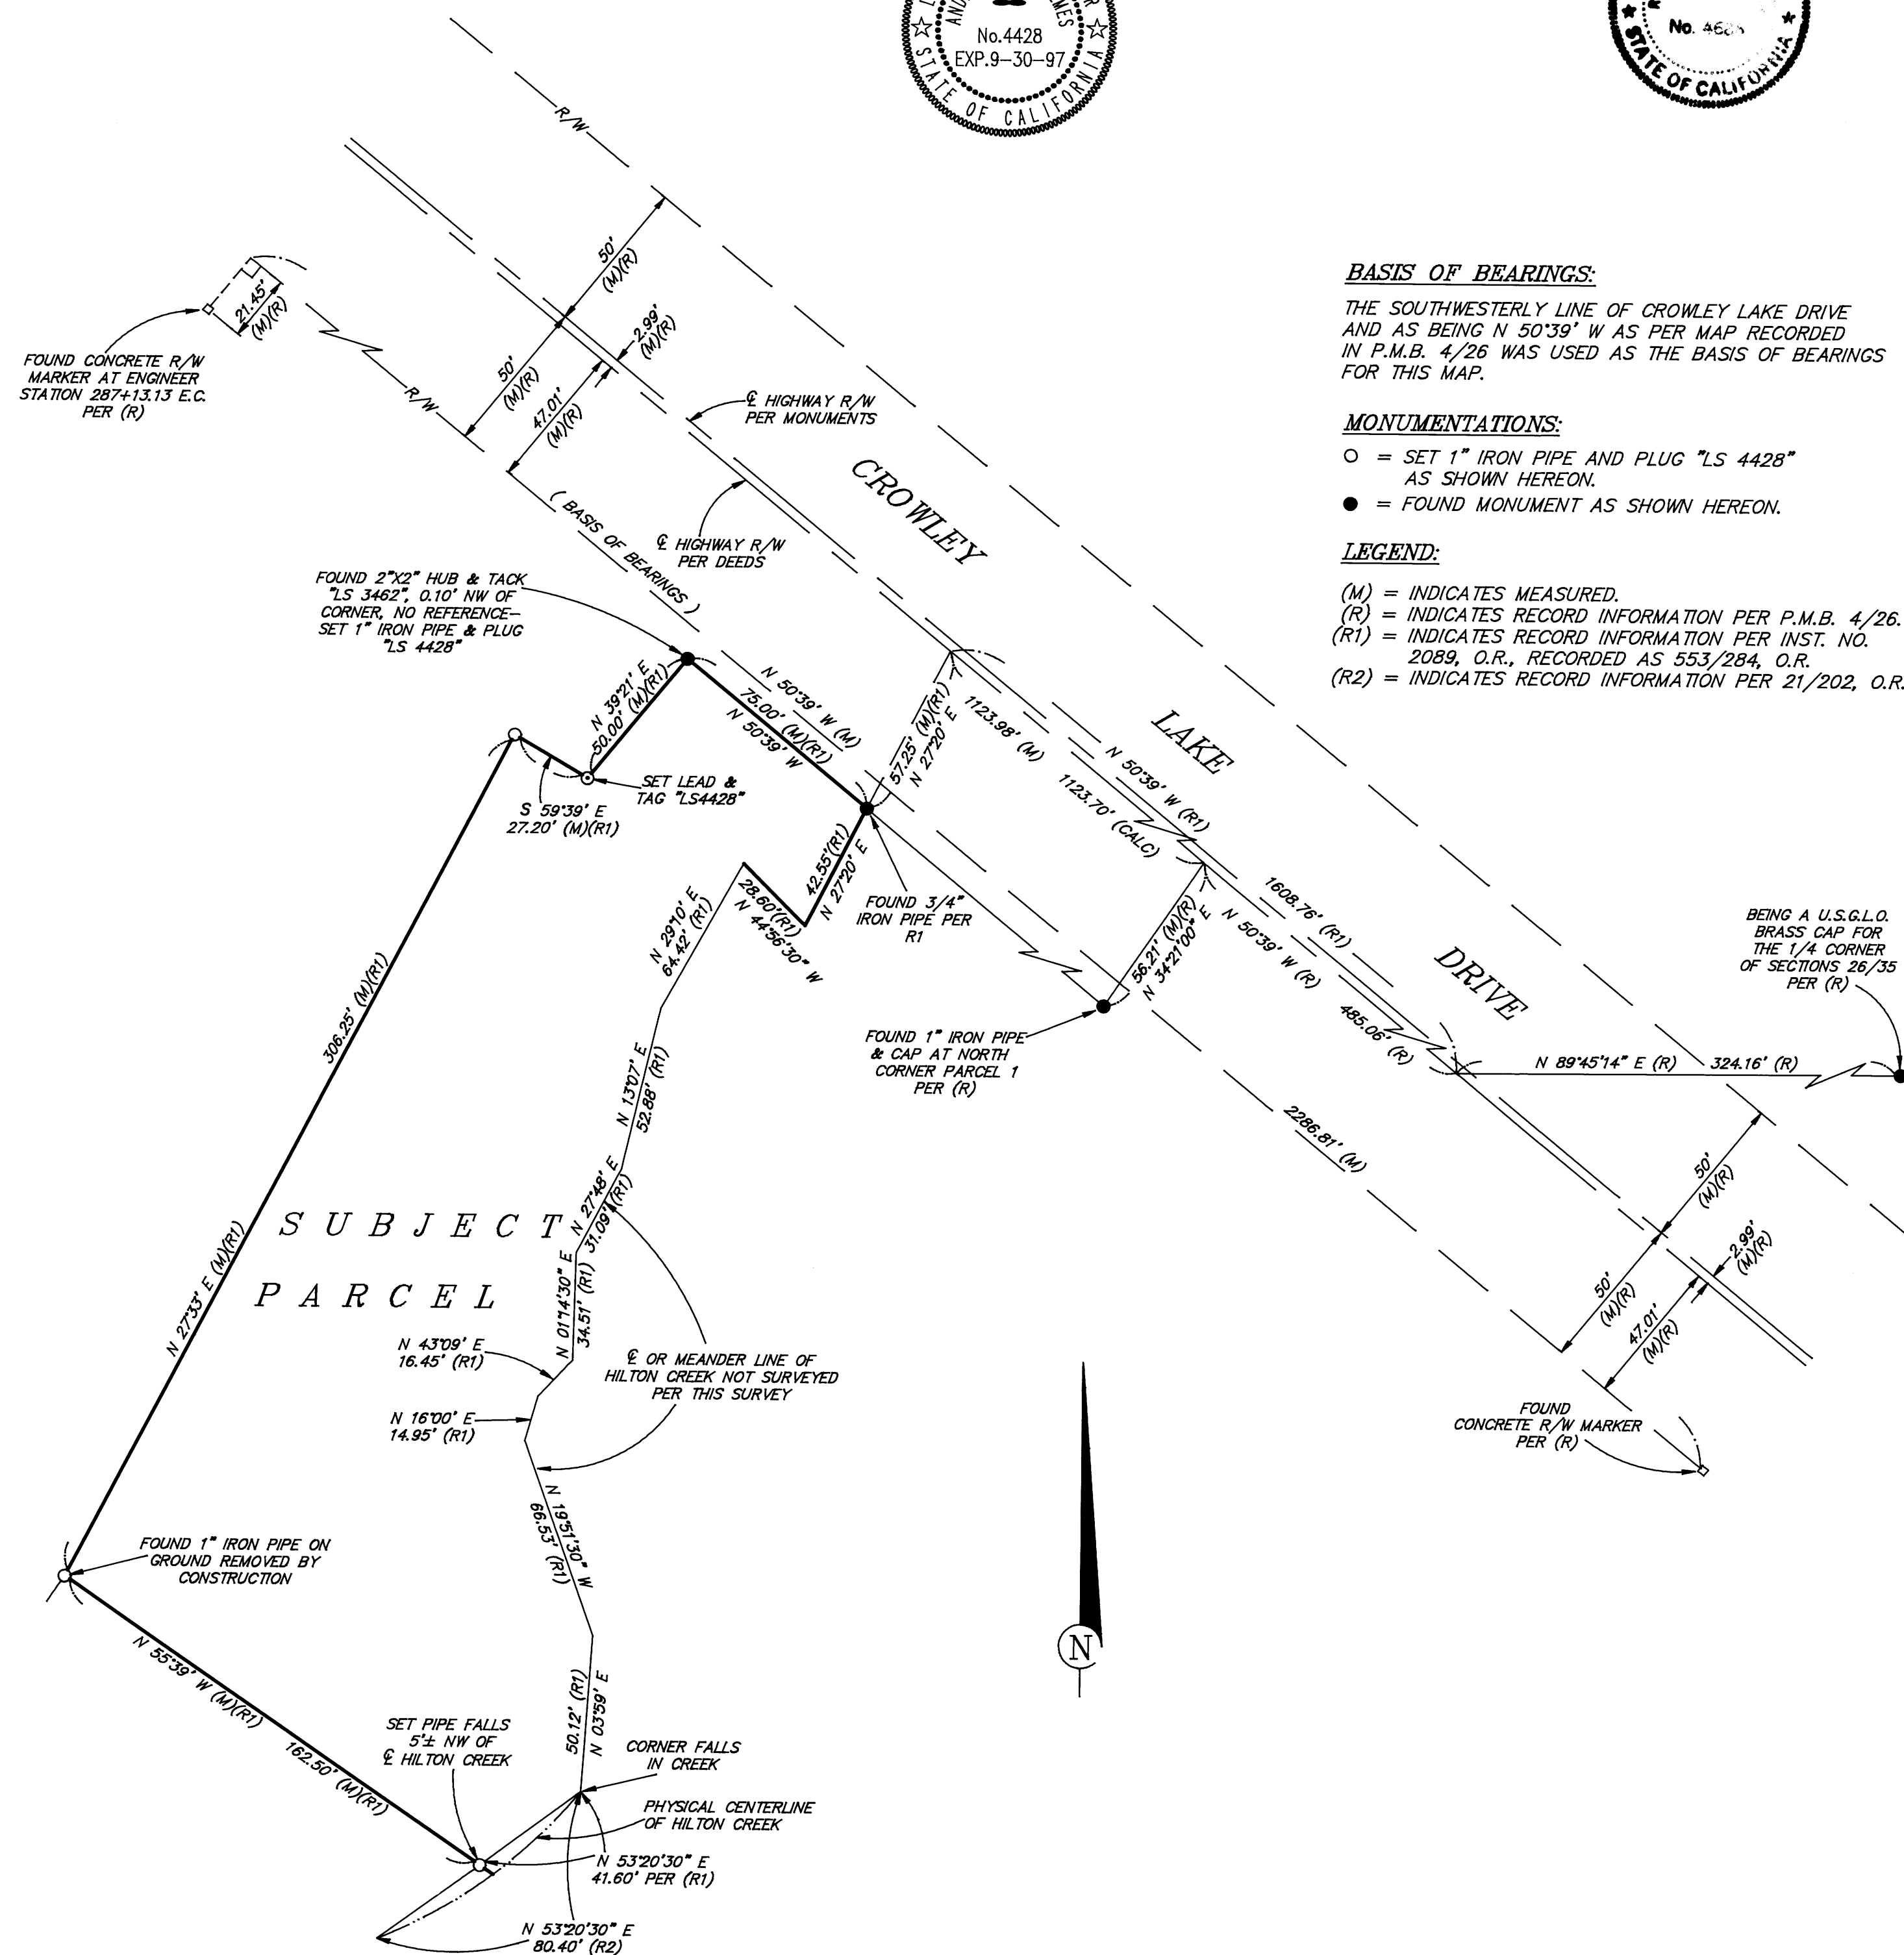 No.4428
EXP.9-30-97
STATE OF CALIFORNIA
STATE OF CALIFORNIA
R/W
50'
(M)(R)
2.99'
(M)(R)
50'
(M)(R)
47.01'
(M)(R)
21.45'
(M)(R)
R/W
FOUND CONCRETE R/W
MARKER AT ENGINEER
STATION 287+13.13 E.C.
PER (R)
BASIS OF BEARINGS:
THE SOUTHWESTERLY LINE OF CROWLEY LAKE DRIVE
AND AS BEING N 50°39' W AS PER MAP RECORDED
IN P.M.B. 4/26 WAS USED AS THE BASIS OF BEARINGS
FOR THIS MAP.
MONUMENTATIONS:
○ = SET 1" IRON PIPE AND PLUG "LS 4428"
AS SHOWN HEREON.
● = FOUND MONUMENT AS SHOWN HEREON.
LEGEND:
(M) = INDICATES MEASURED.
(R) = INDICATES RECORD INFORMATION PER P.M.B. 4/26.
(R1) = INDICATES RECORD INFORMATION PER INST. NO.
2089, O.R., RECORDED AS 553/284, O.R.
(R2) = INDICATES RECORD INFORMATION PER 21/202, O.R.
℄ HIGHWAY R/W
PER MONUMENTS
CROWLEY
LAKE
DRIVE
℄ HIGHWAY R/W
PER DEEDS
( BASIS OF BEARINGS )
FOUND 2"X2" HUB & TACK
"LS 3462", 0.10' NW OF
CORNER, NO REFERENCE-
SET 1" IRON PIPE & PLUG
"LS 4428"
N 39°21' E
50.00' (M)(R1)
N 50°39' W (M)
75.00' (M)(R1)
N 50°39' W
57.25' (M)(R1)
N 27°20' E
1123.98' (M)
1123.70' (CALC)
N 50°39' W (R1)
1608.76' (R1)
N 50°39' W (R)
485.06' (R)
SET LEAD &
TAG "LS4428"
S 59°39' E
27.20' (M)(R1)
42.55'(R1)
N 27°20' E
28.60'(R1)
N 44°56'30" W
FOUND 3/4"
IRON PIPE PER
R1
56.21' (M)(R)
N 34°21'00" E
FOUND 1" IRON PIPE
& CAP AT NORTH
CORNER PARCEL 1
PER (R)
BEING A U.S.G.L.O.
BRASS CAP FOR
THE 1/4 CORNER
OF SECTIONS 26/35
PER (R)
N 89°45'14" E (R) 324.16' (R)
2286.81' (M)
50'
(M)(R)
2.99'
(M)(R)
50'
(M)(R)
47.01'
(M)(R)
FOUND
CONCRETE R/W MARKER
PER (R)
N 29°10' E
64.42' (R1)
N 13°07' E
52.88' (R1)
N 27°48' E
31.09' (R1)
N 01°14'30" E
34.51' (R1)
306.25' (M)(R1)
N 27°33' E (M)(R1)
SUBJECT
PARCEL
N 43°09' E
16.45' (R1)
N 16°00' E
14.95' (R1)
℄ OR MEANDER LINE OF
HILTON CREEK NOT SURVEYED
PER THIS SURVEY
N 19°51'30" W
66.53' (R1)
FOUND 1" IRON PIPE ON
GROUND REMOVED BY
CONSTRUCTION
N
N 55°39' W (M)(R1)
162.50' (M)(R1)
50.12' (R1)
N 03°59' E
SET PIPE FALLS
5'± NW OF
℄ HILTON CREEK
CORNER FALLS
IN CREEK
PHYSICAL CENTERLINE
OF HILTON CREEK
N 53°20'30" E
41.60' PER (R1)
N 53°20'30" E
80.40' (R2)